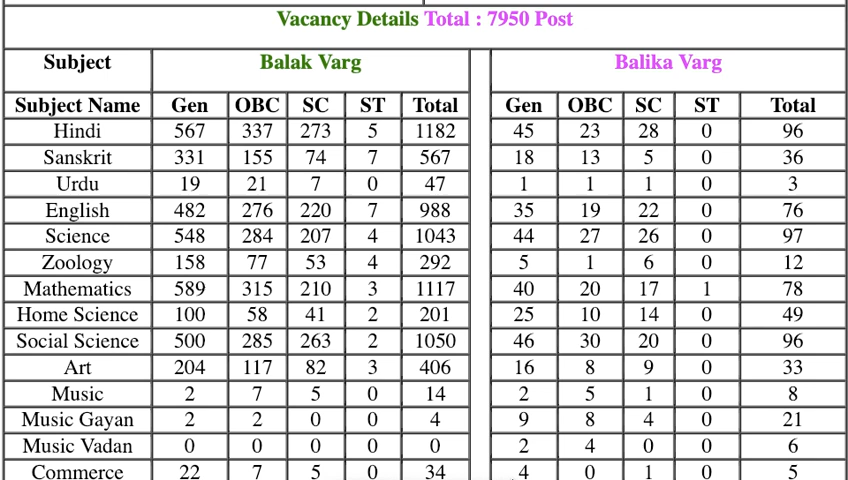 Vacancy Details Total : 7950 Post
Subject Balak Varg Balika Varg
Subject Name Gen OBC SC ST Total Gen OBC SC ST Total
Hindi 567 337 273 5 1182 45 23 28 0 96
Sanskrit 331 155 74 7 567 18 13 5 0 36
Urdu 19 21 7 0 47 1 1 1 0 3
English 482 276 220 7 988 35 19 22 0 76
Science 548 284 207 4 1043 44 27 26 0 97
Zoology 158 77 53 4 292 5 1 6 0 12
Mathematics 589 315 210 3 1117 40 20 17 1 78
Home Science 100 58 41 2 201 25 10 14 0 49
Social Science 500 285 263 2 1050 46 30 20 0 96
Art 204 117 82 3 406 16 8 9 0 33
Music 2 7 5 0 14 2 5 1 0 8
Music Gayan 2 2 0 0 4 9 8 4 0 21
Music Vadan 0 0 0 0 0 2 4 0 0 6
Commerce 22 7 5 0 34 4 0 1 0 5